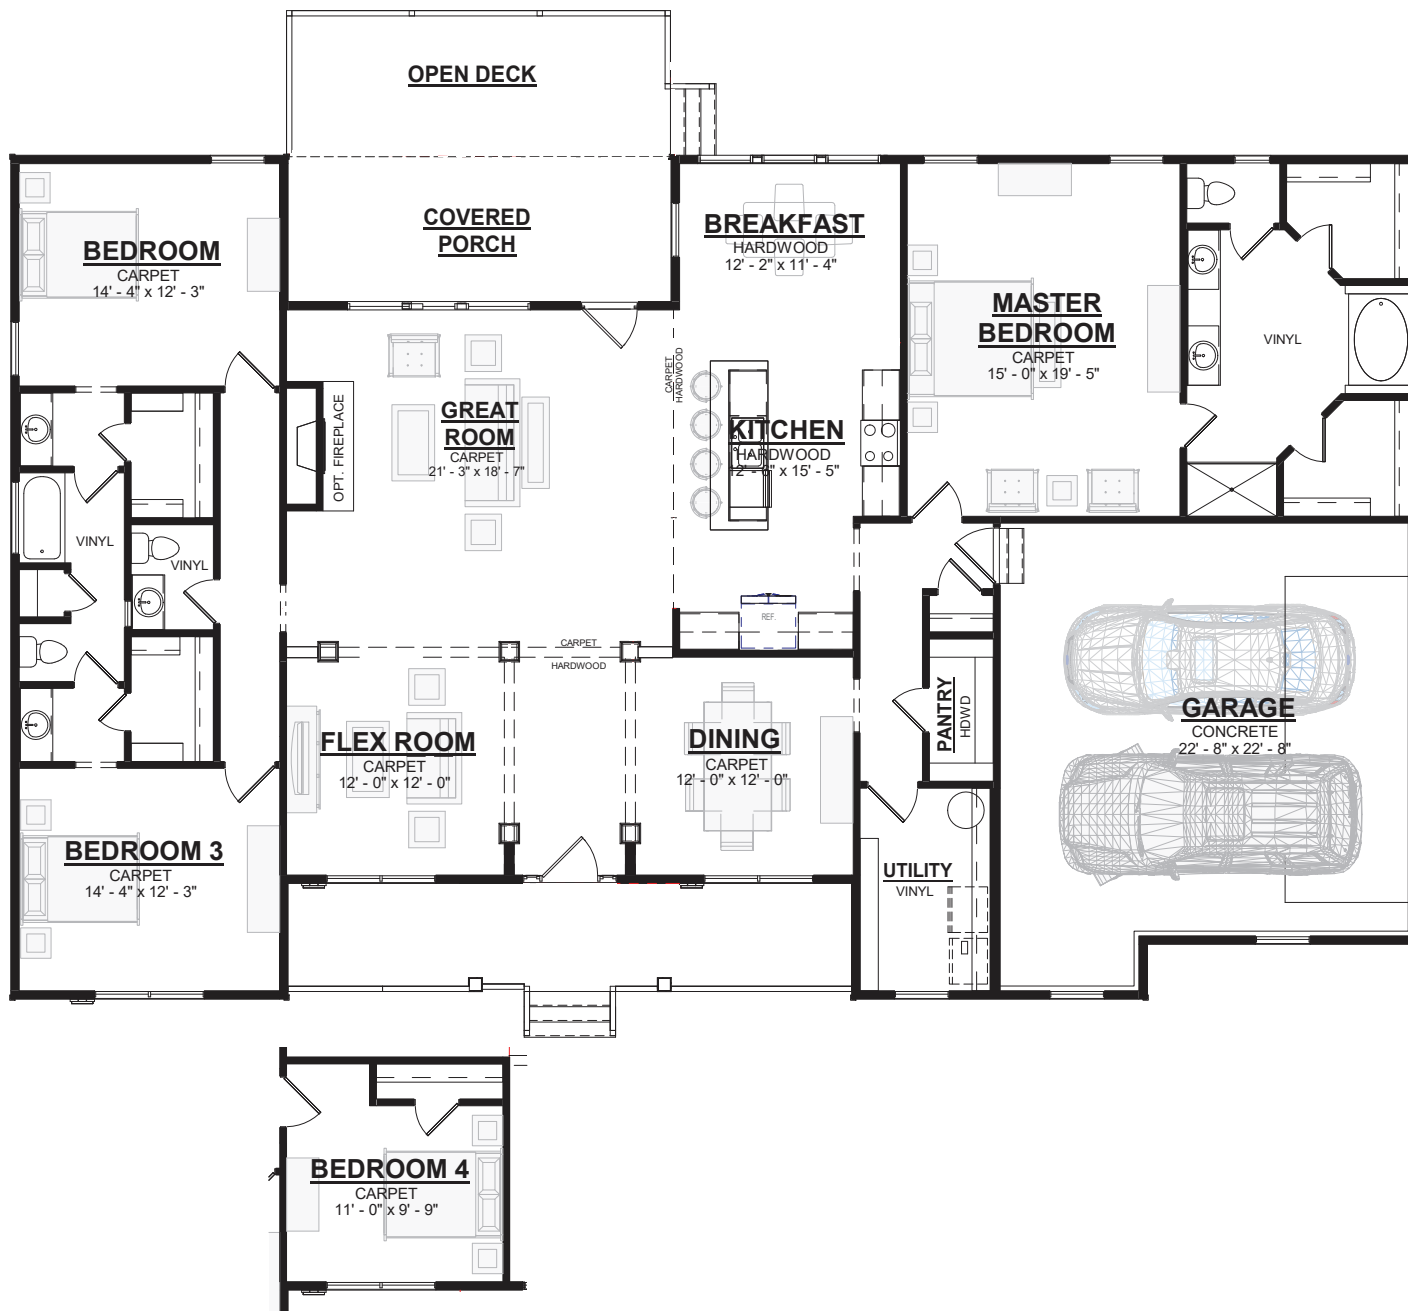 OPEN DECK
COVERED
PORCH
BEDROOM
CARPET
14' - 4" x 12' - 3"
BREAKFAST
HARDWOOD
12' - 2" x 11' - 4"
MASTER
BEDROOM
CARPET
15' - 0" x 19' - 5"
VINYL
CARPET
HARDWOOD
GREAT
ROOM
CARPET
21' - 3" x 18' - 7"
OPT. FIREPLACE
KITCHEN
HARDWOOD
x 15' - 5"
VINYL
VINYL
REF.
CARPET
HARDWOOD
FLEX ROOM
CARPET
12' - 0" x 12' - 0"
DINING
CARPET
12' - 0" x 12' - 0"
PANTRY
HDWD
GARAGE
CONCRETE
22' - 8" x 22' - 8"
BEDROOM 3
CARPET
14' - 4" x 12' - 3"
UTILITY
VINYL
BEDROOM 4
CARPET
11' - 0" x 9' - 9"